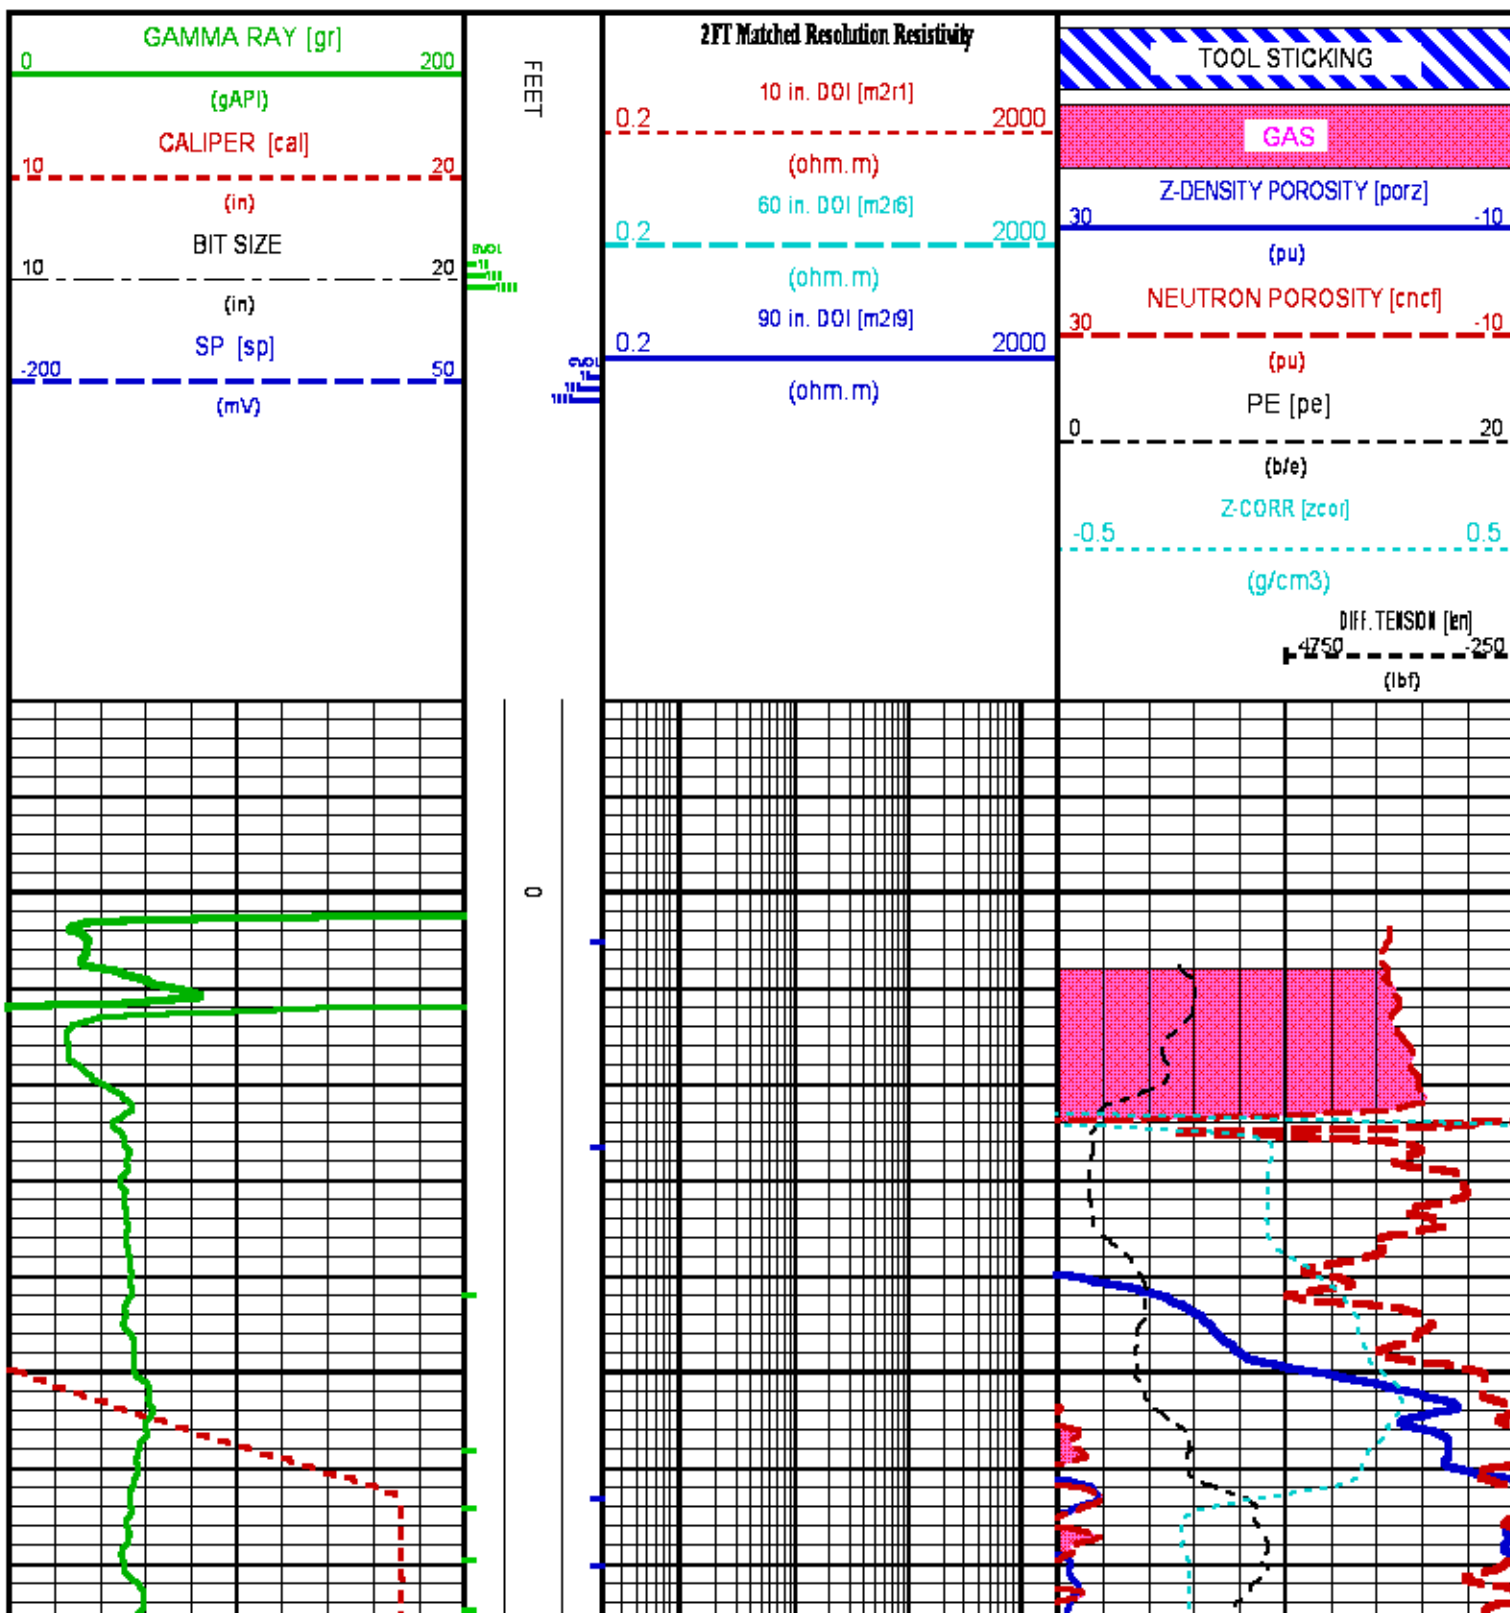 GAMMA RAY [gr]
0 200
(gAPI)
CALIPER [cal]
10 20
(in)
BIT SIZE
10 20
(in)
SP [sp]
-200 50
(mV)
FEET
BVOL
2FT Matched Resolution Resistivity
10 in. DOI [m2r1]
0.2 2000
(ohm.m)
60 in. DOI [m2r6]
0.2 2000
(ohm.m)
90 in. DOI [m2r9]
0.2 2000
(ohm.m)
TOOL STICKING
GAS
Z-DENSITY POROSITY [porz]
30 -10
(pu)
NEUTRON POROSITY [cncf]
30 -10
(pu)
PE [pe]
0 20
(b/e)
Z-CORR [zcor]
-0.5 0.5
(g/cm3)
DIFF. TENSION [ten]
4750 -250
(lbf)
0